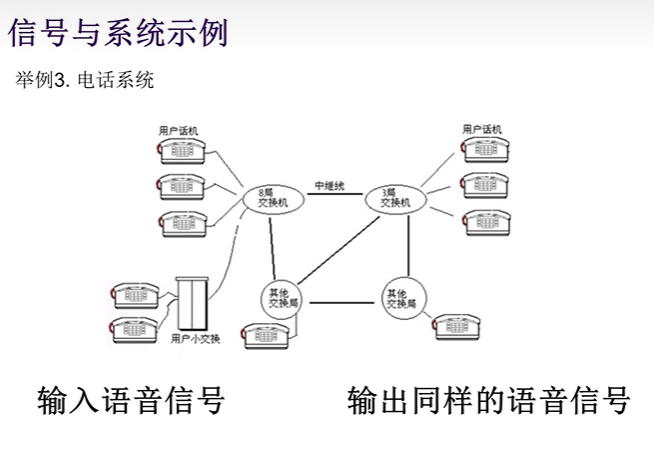 信号与系统示例
举例3. 电话系统
用户话机
用户话机
8局
交换机
中继线
3局
交换机
其他
交换局
其他
交换局
用户小交换
输入语音信号
输出同样的语音信号